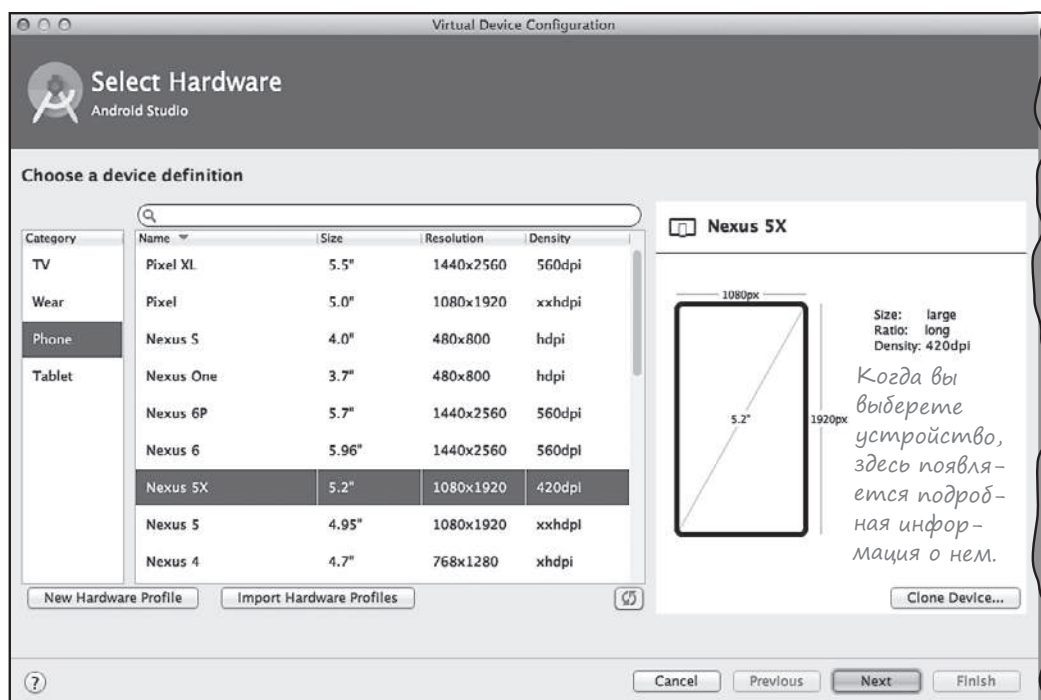 Virtual Device Configuration
Select Hardware
Android Studio
Choose a device definition
Category
TV
Wear
Phone
Tablet
Name Size Resolution Density
Pixel XL 5.5" 1440x2560 560dpi
Pixel 5.0" 1080x1920 xxhdpi
Nexus S 4.0" 480x800 hdpi
Nexus One 3.7" 480x800 hdpi
Nexus 6P 5.7" 1440x2560 560dpi
Nexus 6 5.96" 1440x2560 560dpi
Nexus 5X 5.2" 1080x1920 420dpi
Nexus 5 4.95" 1080x1920 xxhdpi
Nexus 4 4.7" 768x1280 xhdpi
New Hardware Profile Import Hardware Profiles
Nexus 5X
1080px
5.2"
1920px
Size: large
Ratio: long
Density: 420dpi
Когда вы
выберете
устройство,
здесь появля-
ется подроб-
ная инфор-
мация о нем.
Clone Device...
?
Cancel Previous Next Finish